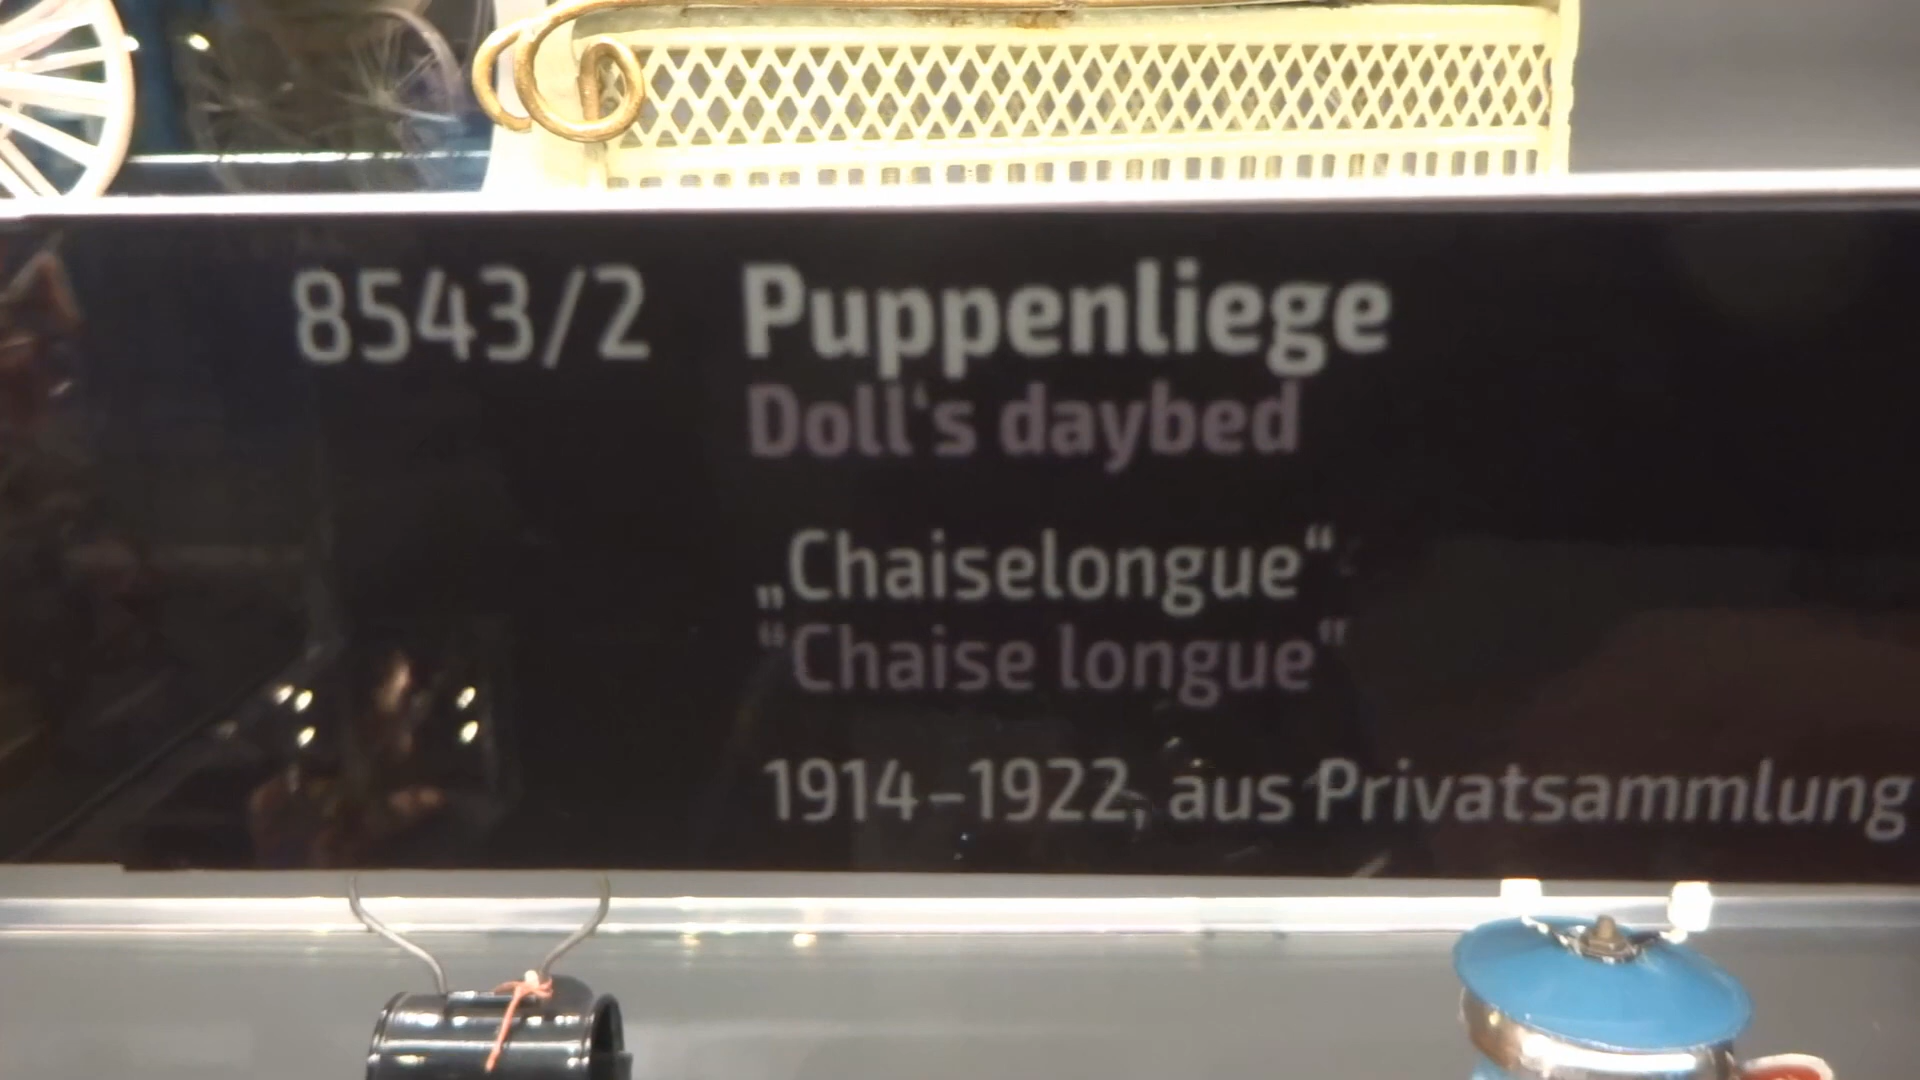 8543/2 Puppenliege
Doll‘s daybed
„Chaiselongue“
“Chaise longue”
1914–1922, aus Privatsammlung